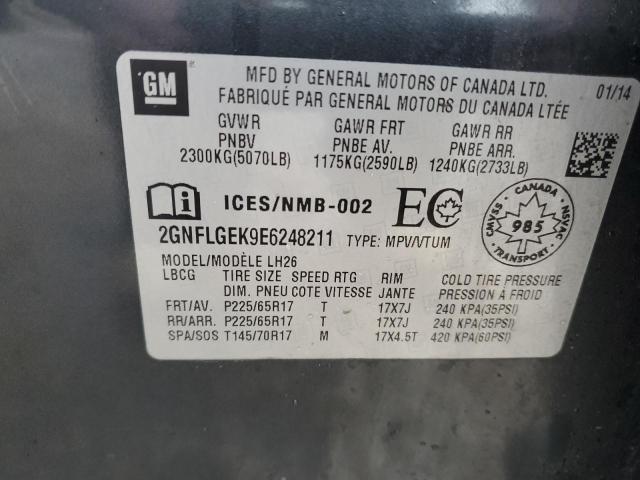 GM
MFD BY GENERAL MOTORS OF CANADA LTD. 01/14
FABRIQUÉ PAR GENERAL MOTORS DU CANADA LTÉE
GVWR GAWR FRT GAWR RR
PNBV PNBE AV. PNBE ARR.
2300KG(5070LB) 1175KG(2590LB) 1240KG(2733LB)
i ICES/NMB-002 EC
CANADA
CMVSS 985 NSVAC
TRANSPORT
2GNFLGEK9E6248211 TYPE: MPV/VTUM
MODEL/MODÈLE LH26
LBCG TIRE SIZE SPEED RTG RIM COLD TIRE PRESSURE
DIM. PNEU COTE VITESSE JANTE PRESSION À FROID
FRT/AV. P225/65R17 T 17X7J 240 KPA(35PSI)
RR/ARR. P225/65R17 T 17X7J 240 KPA(35PSI)
SPA/SOS T145/70R17 M 17X4.5T 420 KPA(60PSI)